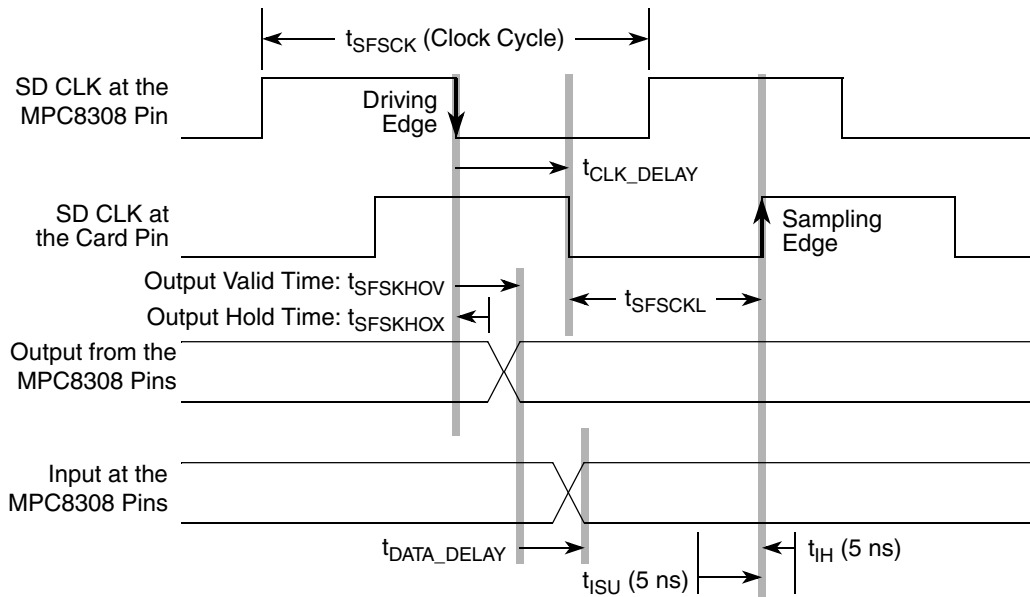 tSFSCK (Clock Cycle)
SD CLK at the
MPC8308 Pin
Driving
Edge
tCLK_DELAY
SD CLK at
the Card Pin
Sampling
Edge
Output Valid Time: tSFSKHOV
tSFSCKL
Output Hold Time: tSFSKHOX
Output from the
MPC8308 Pins
Input at the
MPC8308 Pins
tDATA_DELAY
tIH (5 ns)
tISU (5 ns)